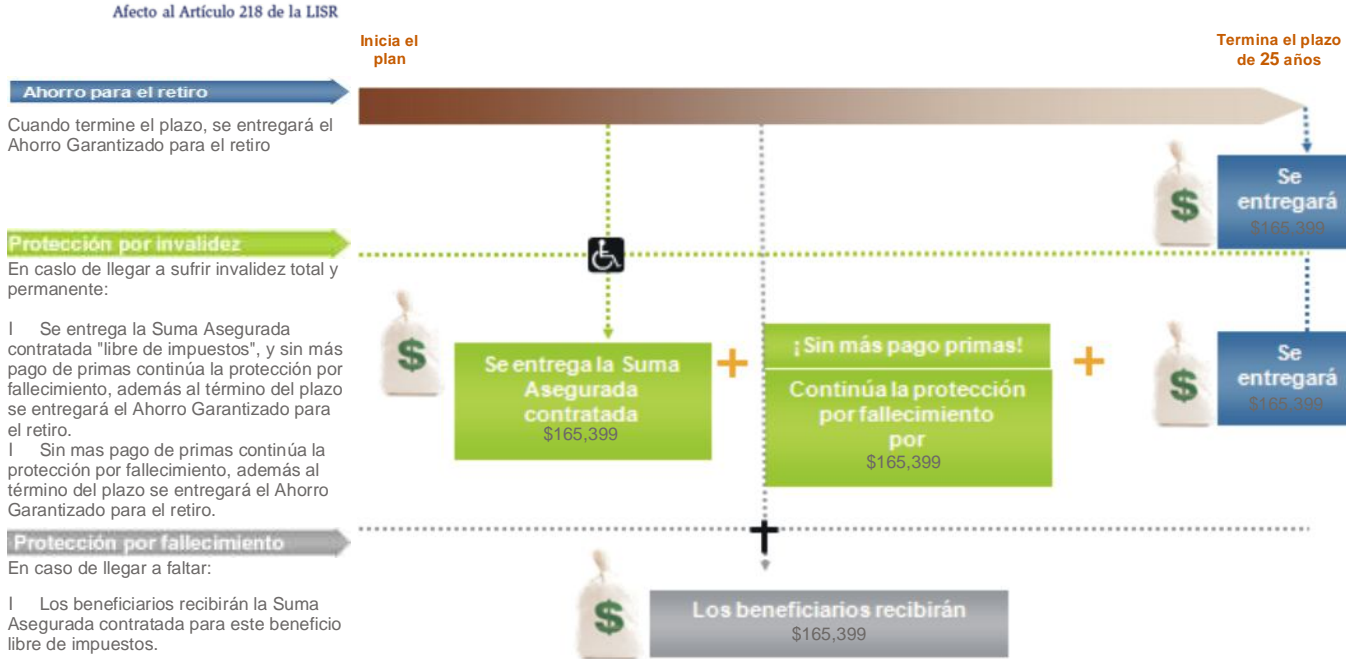 Afecto al Artículo 218 de la LISR
Inicia el
plan
Termina el plazo
de 25 años
Ahorro para el retiro
Cuando termine el plazo, se entregará el
Ahorro Garantizado para el retiro
$
Se
entregará
$165,399
Protección por invalidez
En caslo de llegar a sufrir invalidez total y
permanente:
I Se entrega la Suma Asegurada
contratada "libre de impuestos", y sin más
pago de primas continúa la protección por
fallecimiento, además al término del plazo
se entregará el Ahorro Garantizado para
el retiro.
I Sin mas pago de primas continúa la
protección por fallecimiento, además al
término del plazo se entregará el Ahorro
Garantizado para el retiro.
$
Se entrega la Suma
Asegurada
contratada
$165,399
+
¡Sin más pago primas!
Continúa la protección
por fallecimiento
por
$165,399
+
$
Se
entregará
$165,399
Protección por fallecimiento
En caso de llegar a faltar:
I Los beneficiarios recibirán la Suma
Asegurada contratada para este beneficio
libre de impuestos.
$
Los beneficiarios recibirán
$165,399